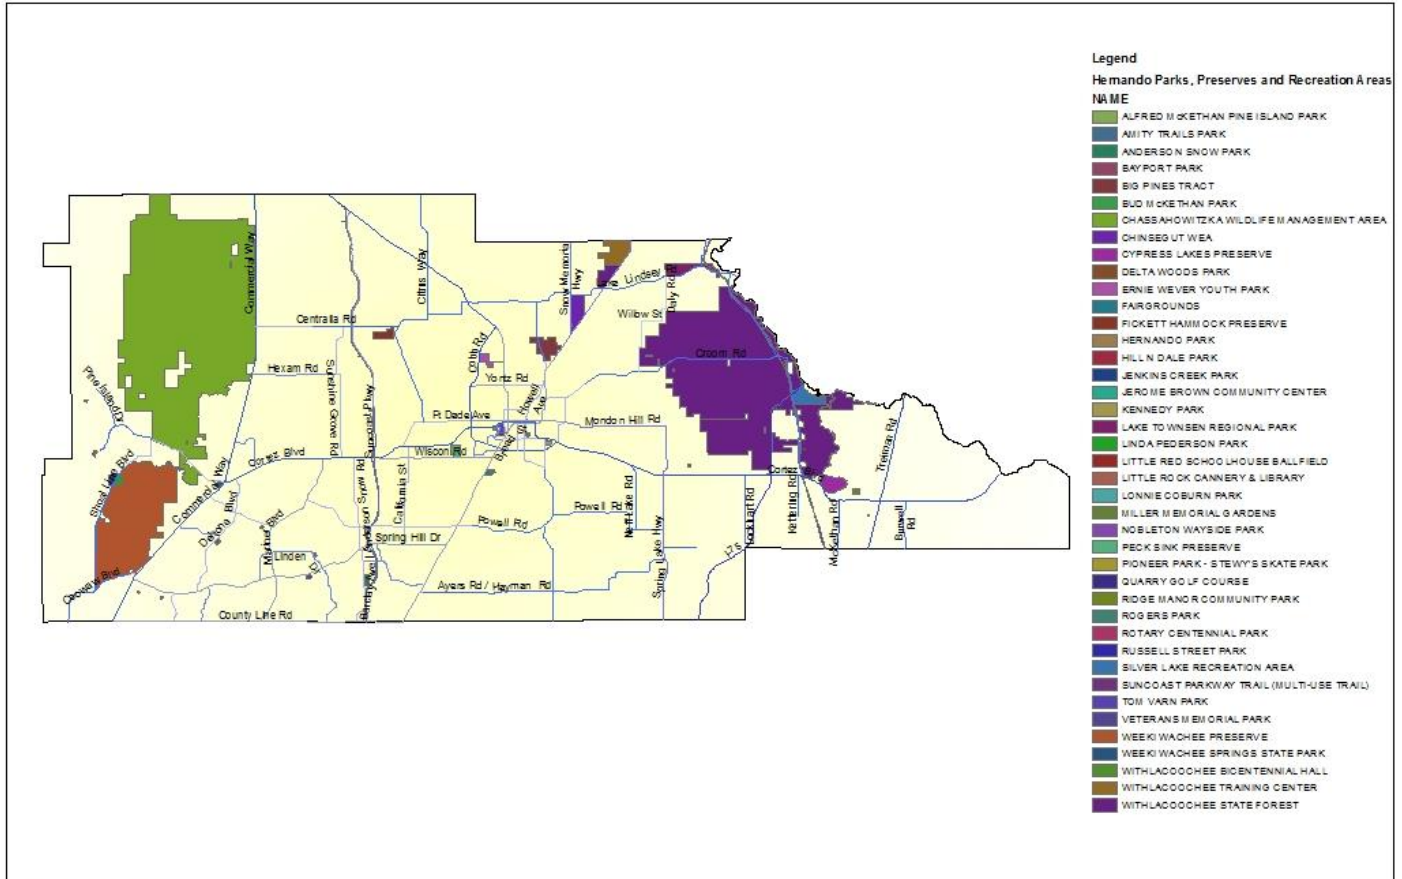 Legend
Hernando Parks, Preserves and Recreation Areas
NAME
ALFRED McKETHAN PINE ISLAND PARK
AMITY TRAILS PARK
ANDERSON SNOW PARK
BAYPORT PARK
BIG PINES TRACT
BUD McKETHAN PARK
CHASSAHOWITZKA WILDLIFE MANAGEMENT AREA
CHINSEGUT WEA
CYPRESS LAKES PRESERVE
DELTA WOODS PARK
ERNIE WEVER YOUTH PARK
FAIRGROUNDS
FICKETT HAMMOCK PRESERVE
HERNANDO PARK
HILL N DALE PARK
JENKINS CREEK PARK
JEROME BROWN COMMUNITY CENTER
KENNEDY PARK
LAKE TOWNSEN REGIONAL PARK
LINDA PEDERSON PARK
LITTLE RED SCHOOLHOUSE BALLFIELD
LITTLE ROCK CANNERY & LIBRARY
LONNIE COBURN PARK
MILLER MEMORIAL GARDENS
NOBLETON WAYSIDE PARK
PECK SINK PRESERVE
PIONEER PARK - STEWY'S SKATE PARK
QUARRY GOLF COURSE
RIDGE MANOR COMMUNITY PARK
ROGERS PARK
ROTARY CENTENNIAL PARK
RUSSELL STREET PARK
SILVER LAKE RECREATION AREA
SUNCOAST PARKWAY TRAIL (MULTI-USE TRAIL)
TOM VARN PARK
VETERANS MEMORIAL PARK
WEEKI WACHEE PRESERVE
WEEKI WACHEE SPRINGS STATE PARK
WITHLACOOCHEE BICENTENNIAL HALL
WITHLACOOCHEE TRAINING CENTER
WITHLACOOCHEE STATE FOREST
Commercial Way
Citrus Way
Snow Memorial
Hwy
Lindsey Rd
Daly Rd
Willow St
Centralia Rd
Croom Rd
Cobb Rd
Hexam Rd
Yontz Rd
Pine Island Dr
Sunshine Grove Rd
Suncoast Pkwy
Howell
Ave
Ft Dade Ave
Mondon Hill Rd
Broad St
Wiscon Rd
Cortez Blvd
Shoal Line Blvd
Commercial Way
Deltona Blvd
Mariner Blvd
Anderson Snow Rd
California St
Cortez Blvd
Treiman Rd
Kettering Rd
Lockhart Rd
McKethan Rd
Burwell
Rd
Neff Lake Rd
Powell Rd
Powell Rd
Spring Hill Dr
Linden
Dr
Spring Lake Hwy
I75
Osowaw Blvd
Ayers Rd / Hayman Rd
County Line Rd